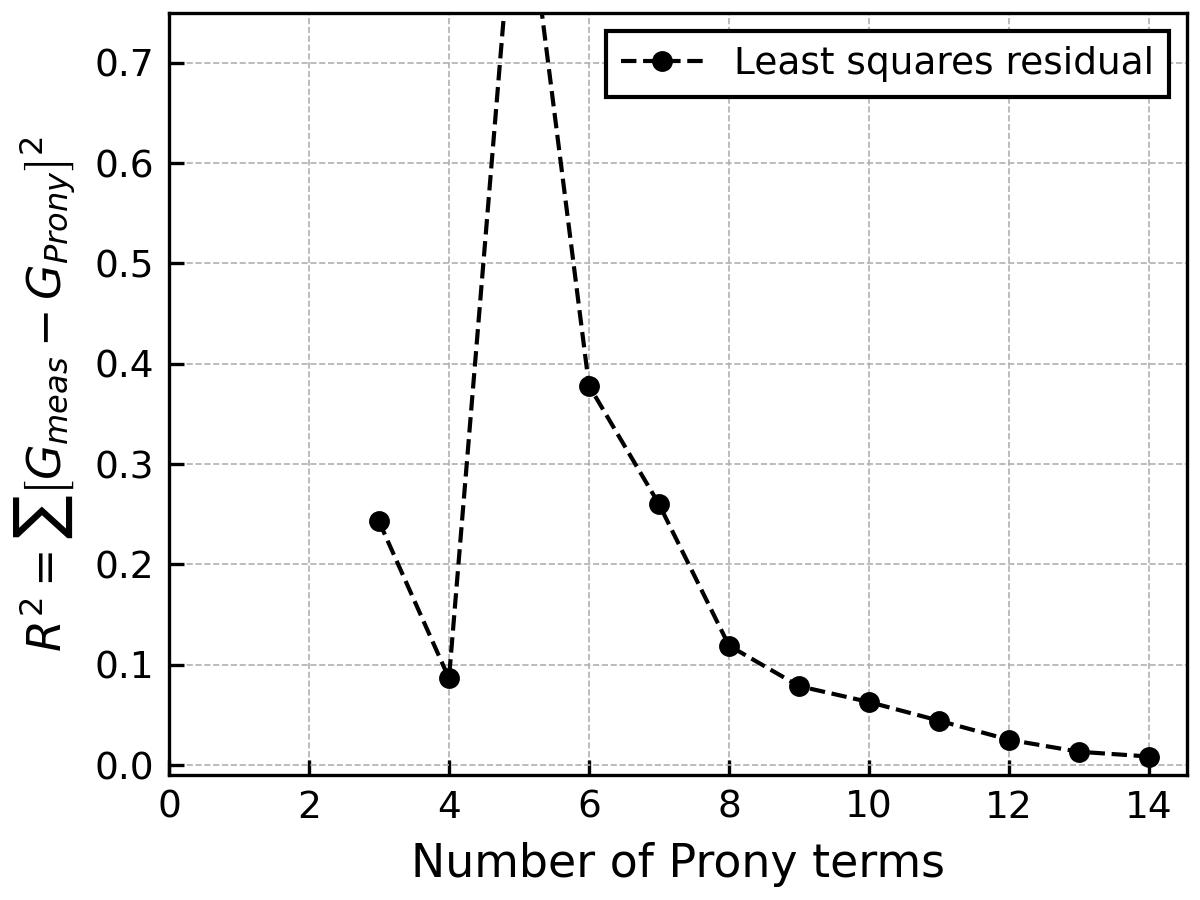 Least squares residual
R² = ∑[G_meas − G_Prony]²
0.7
0.6
0.5
0.4
0.3
0.2
0.1
0.0
0 2 4 6 8 10 12 14
Number of Prony terms